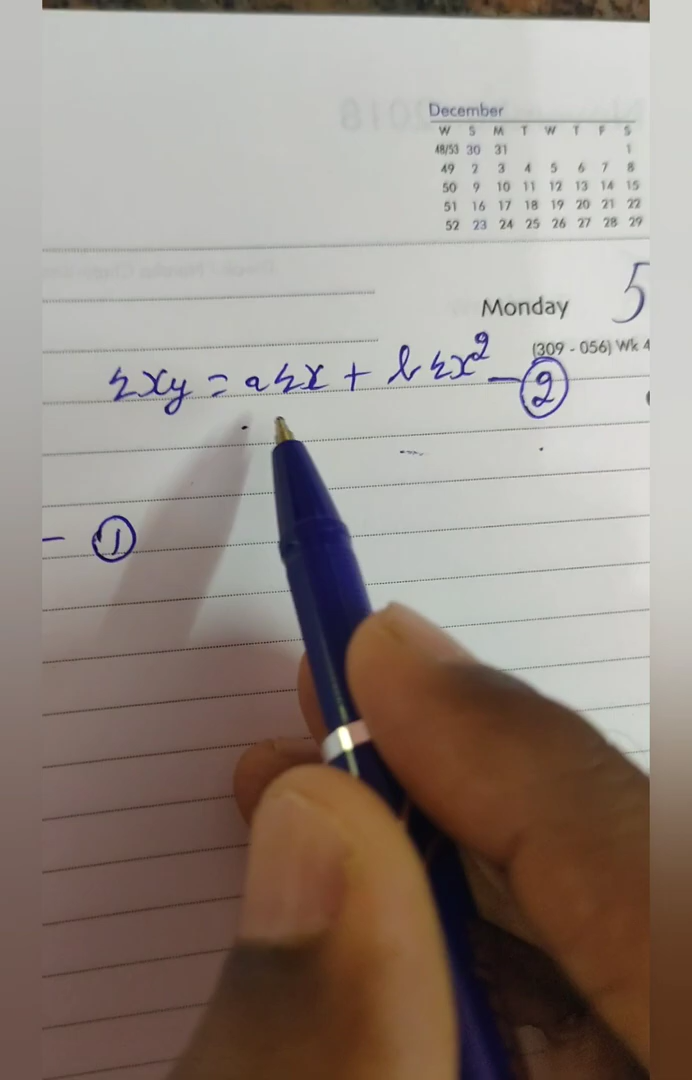 December
W S M T W T F S
48/53 30 31 1
49 2 3 4 5 6 7 8
50 9 10 11 12 13 14 15
51 16 17 18 19 20 21 22
52 23 24 25 26 27 28 29
Monday 5
(309 - 056) Wk 4
Σxy = aΣx + bΣx² - ②
- ①